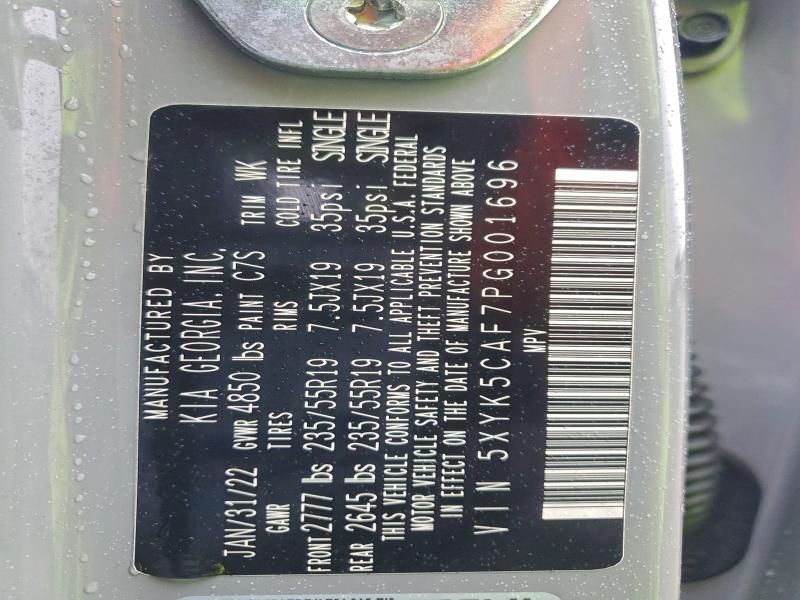 MANUFACTURED BY
KIA GEORGIA, INC.
JAN/31/22 GVWR 4850 lbs PAINT C7S TRIM WK
GAWR TIRES RIMS COLD TIRE INFL
FRONT 2777 lbs 235/55R19 7.5JX19 35psi SINGLE
REAR 2645 lbs 235/55R19 7.5JX19 35psi SINGLE
THIS VEHICLE CONFORMS TO ALL APPLICABLE U.S.A. FEDERAL
MOTOR VEHICLE SAFETY AND THEFT PREVENTION STANDARDS
IN EFFECT ON THE DATE OF MANUFACTURE SHOWN ABOVE
VIN 5XYK5CAF7PG001696
MPV